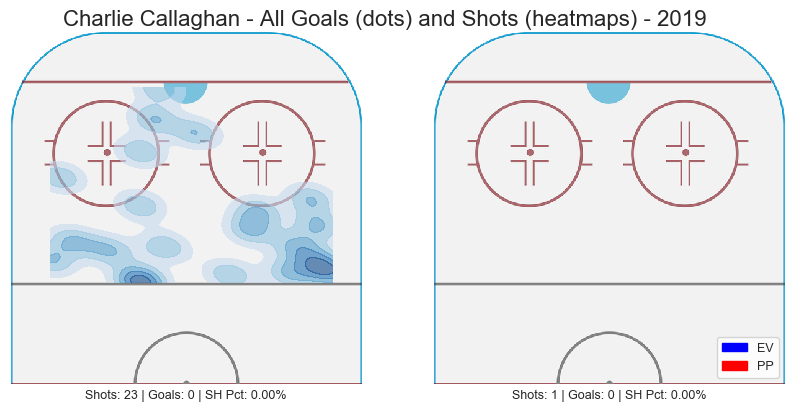 Charlie Callaghan - All Goals (dots) and Shots (heatmaps) - 2019
EV
PP
Shots: 23 | Goals: 0 | SH Pct: 0.00%
Shots: 1 | Goals: 0 | SH Pct: 0.00%